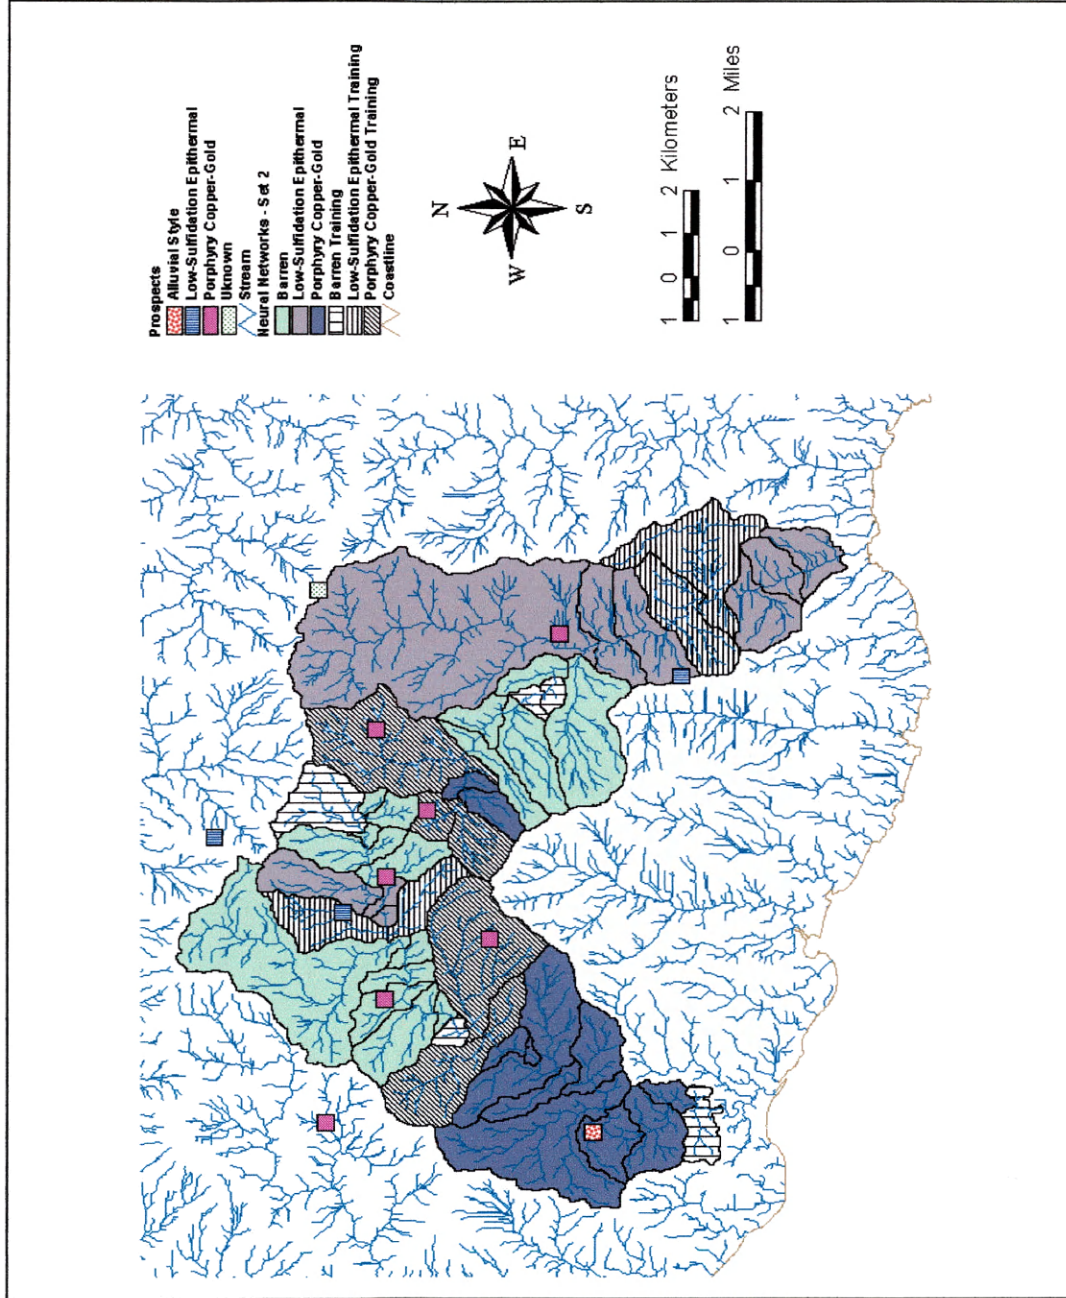 Prospects
Alluvial Style
Low-Sulfidation Epithermal
Porphyry Copper-Gold
Uknown
Stream
Neural Networks - Set 2
Barren
Low-Sulfidation Epithermal
Porphyry Copper-Gold
Barren Training
Low-Sulfidation Epithermal Training
Porphyry Copper-Gold Training
Coastline
N
W E
S
1 0 1 2 Kilometers
1 0 1 2 Miles